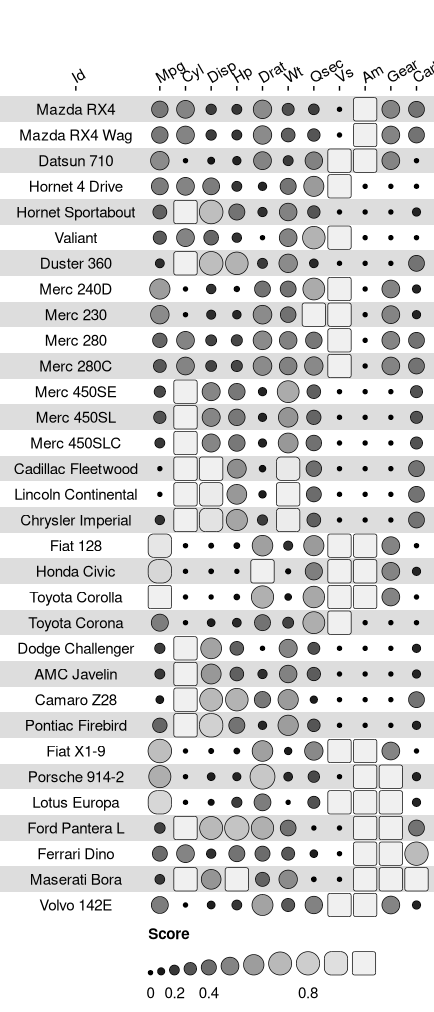 Id Mpg Cyl Disp Hp Drat Wt Qsec Vs Am Gear Car
Mazda RX4
Mazda RX4 Wag
Datsun 710
Hornet 4 Drive
Hornet Sportabout
Valiant
Duster 360
Merc 240D
Merc 230
Merc 280
Merc 280C
Merc 450SE
Merc 450SL
Merc 450SLC
Cadillac Fleetwood
Lincoln Continental
Chrysler Imperial
Fiat 128
Honda Civic
Toyota Corolla
Toyota Corona
Dodge Challenger
AMC Javelin
Camaro Z28
Pontiac Firebird
Fiat X1-9
Porsche 914-2
Lotus Europa
Ford Pantera L
Ferrari Dino
Maserati Bora
Volvo 142E
Score
0 0.2 0.4 0.8